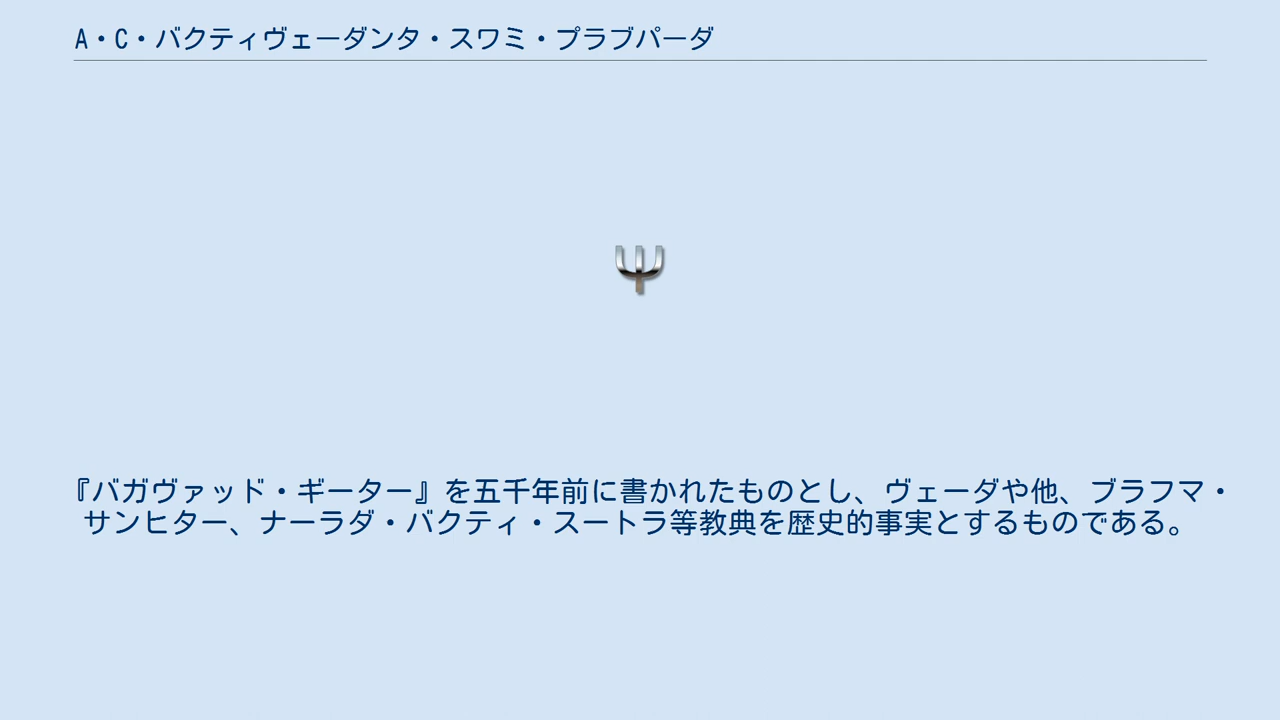 A・C・バクティヴェーダンタ・スワミ・プラブパーダ
『バガヴァッド・ギーター』を五千年前に書かれたものとし、ヴェーダや他、ブラフマ・
サンヒター、ナーラダ・バクティ・スートラ等教典を歴史的事実とするものである。